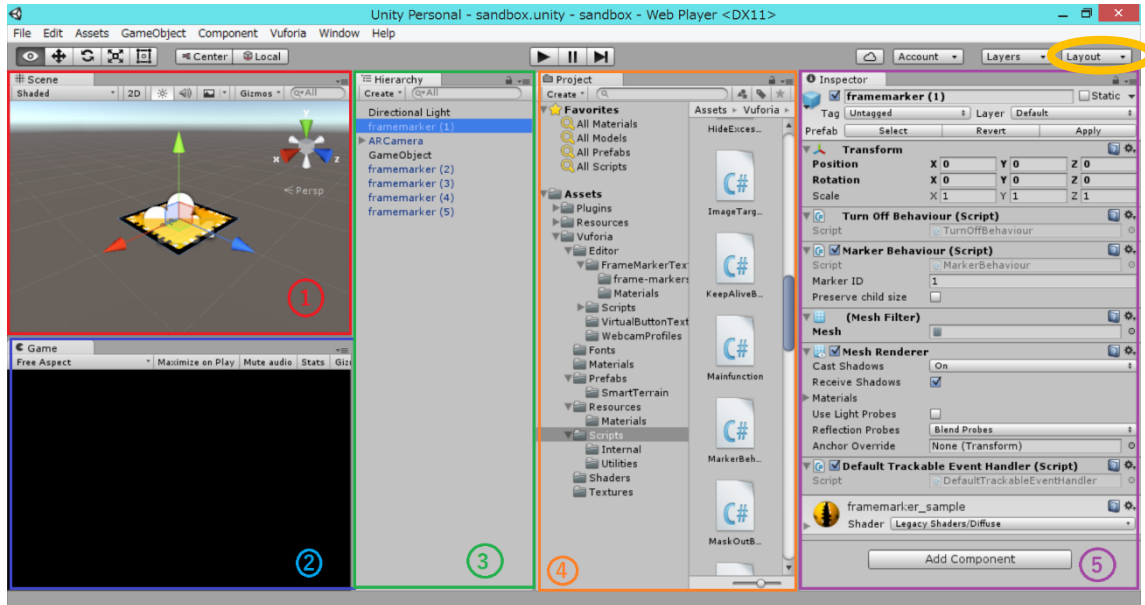 Unity Personal - sandbox.unity - sandbox - Web Player <DX11>
File Edit Assets GameObject Component Vuforia Window Help
Center Local Account Layers Layout
Scene
Shaded 2D Gizmos Q▾All
x y z
Persp
①
Game
Free Aspect Maximize on Play Mute audio Stats Giz
②
Hierarchy
Create Q▾All
Directional Light
framemarker (1)
ARCamera
GameObject
framemarker (2)
framemarker (3)
framemarker (4)
framemarker (5)
③
Project
Create
Favorites
All Materials
All Models
All Prefabs
All Scripts
Assets
Plugins
Resources
Vuforia
Editor
FrameMarkerTex
frame-markers
Materials
Scripts
VirtualButtonText
WebcamProfiles
Fonts
Materials
Prefabs
SmartTerrain
Resources
Materials
Scripts
Internal
Utilities
Shaders
Textures
Assets ▸ Vuforia ▸
HideExces...
C#
ImageTarg...
C#
KeepAliveB...
C#
Mainfunction
C#
MarkerBeh...
C#
MaskOutB...
④
Inspector
framemarker (1) Static
Tag Untagged Layer Default
Prefab Select Revert Apply
Transform
Position X 0 Y 0 Z 0
Rotation X 0 Y 0 Z 0
Scale X 1 Y 1 Z 1
Turn Off Behaviour (Script)
Script TurnOffBehaviour
Marker Behaviour (Script)
Script MarkerBehaviour
Marker ID 1
Preserve child size
(Mesh Filter)
Mesh
Mesh Renderer
Cast Shadows On
Receive Shadows
Materials
Use Light Probes
Reflection Probes Blend Probes
Anchor Override None (Transform)
Default Trackable Event Handler (Script)
Script DefaultTrackableEventHandler
framemarker_sample
Shader Legacy Shaders/Diffuse
Add Component
⑤